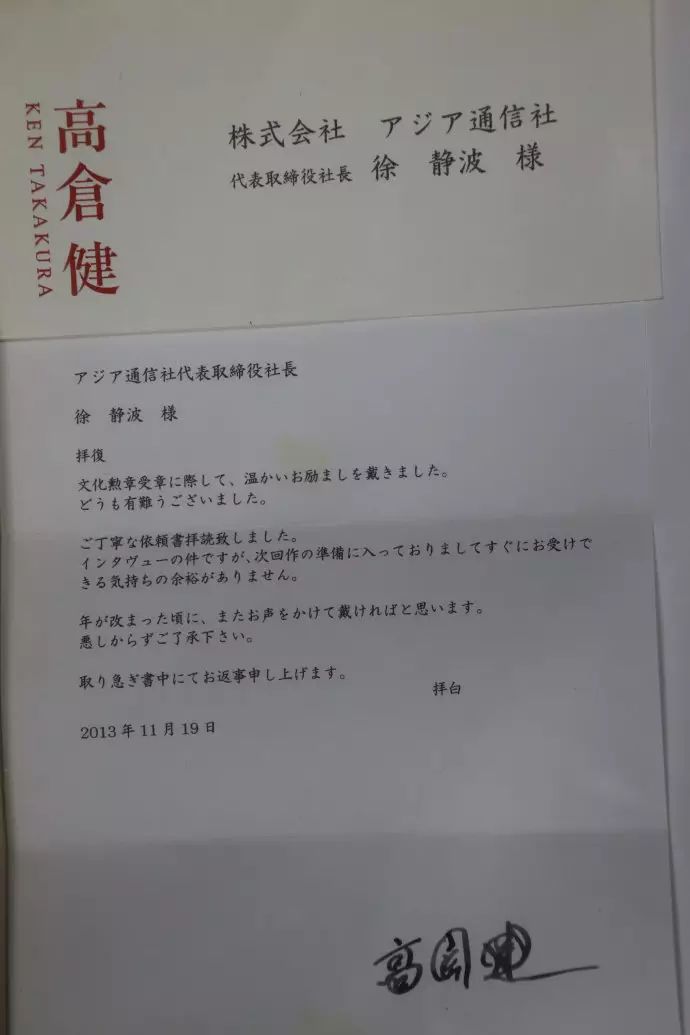 高倉健
KEN TAKAKURA
株式会社 アジア通信社
代表取締役社長 徐 静波 様
アジア通信社代表取締役社長
徐 静波 様
拝復
文化勲章受章に際して、温かいお励ましを戴きました。
どうも有難うございました。
ご丁寧な依頼書拝読致しました。
インタヴューの件ですが、次回作の準備に入っておりましてすぐにお受けで
きる気持ちの余裕がありません。
年が改まった頃に、またお声をかけて戴ければと思います。
悪しからずご了承下さい。
取り急ぎ書中にてお返事申し上げます。
拝白
2013年11月19日
高倉健